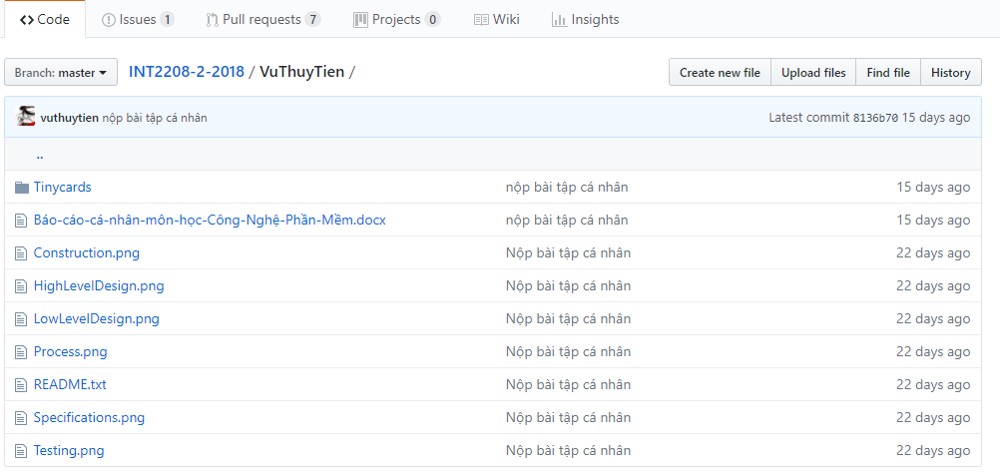 Code Issues 1 Pull requests 7 Projects 0 Wiki Insights
Branch: master INT2208-2-2018 / VuThuyTien / Create new file Upload files Find file History
vuthuytien nộp bài tập cá nhân Latest commit 8136b70 15 days ago
..
Tinycards nộp bài tập cá nhân 15 days ago
Báo-cáo-cá-nhân-môn-học-Công-Nghệ-Phần-Mềm.docx nộp bài tập cá nhân 15 days ago
Construction.png Nộp bài tập cá nhân 22 days ago
HighLevelDesign.png Nộp bài tập cá nhân 22 days ago
LowLevelDesign.png Nộp bài tập cá nhân 22 days ago
Process.png Nộp bài tập cá nhân 22 days ago
README.txt Nộp bài tập cá nhân 22 days ago
Specifications.png Nộp bài tập cá nhân 22 days ago
Testing.png Nộp bài tập cá nhân 22 days ago